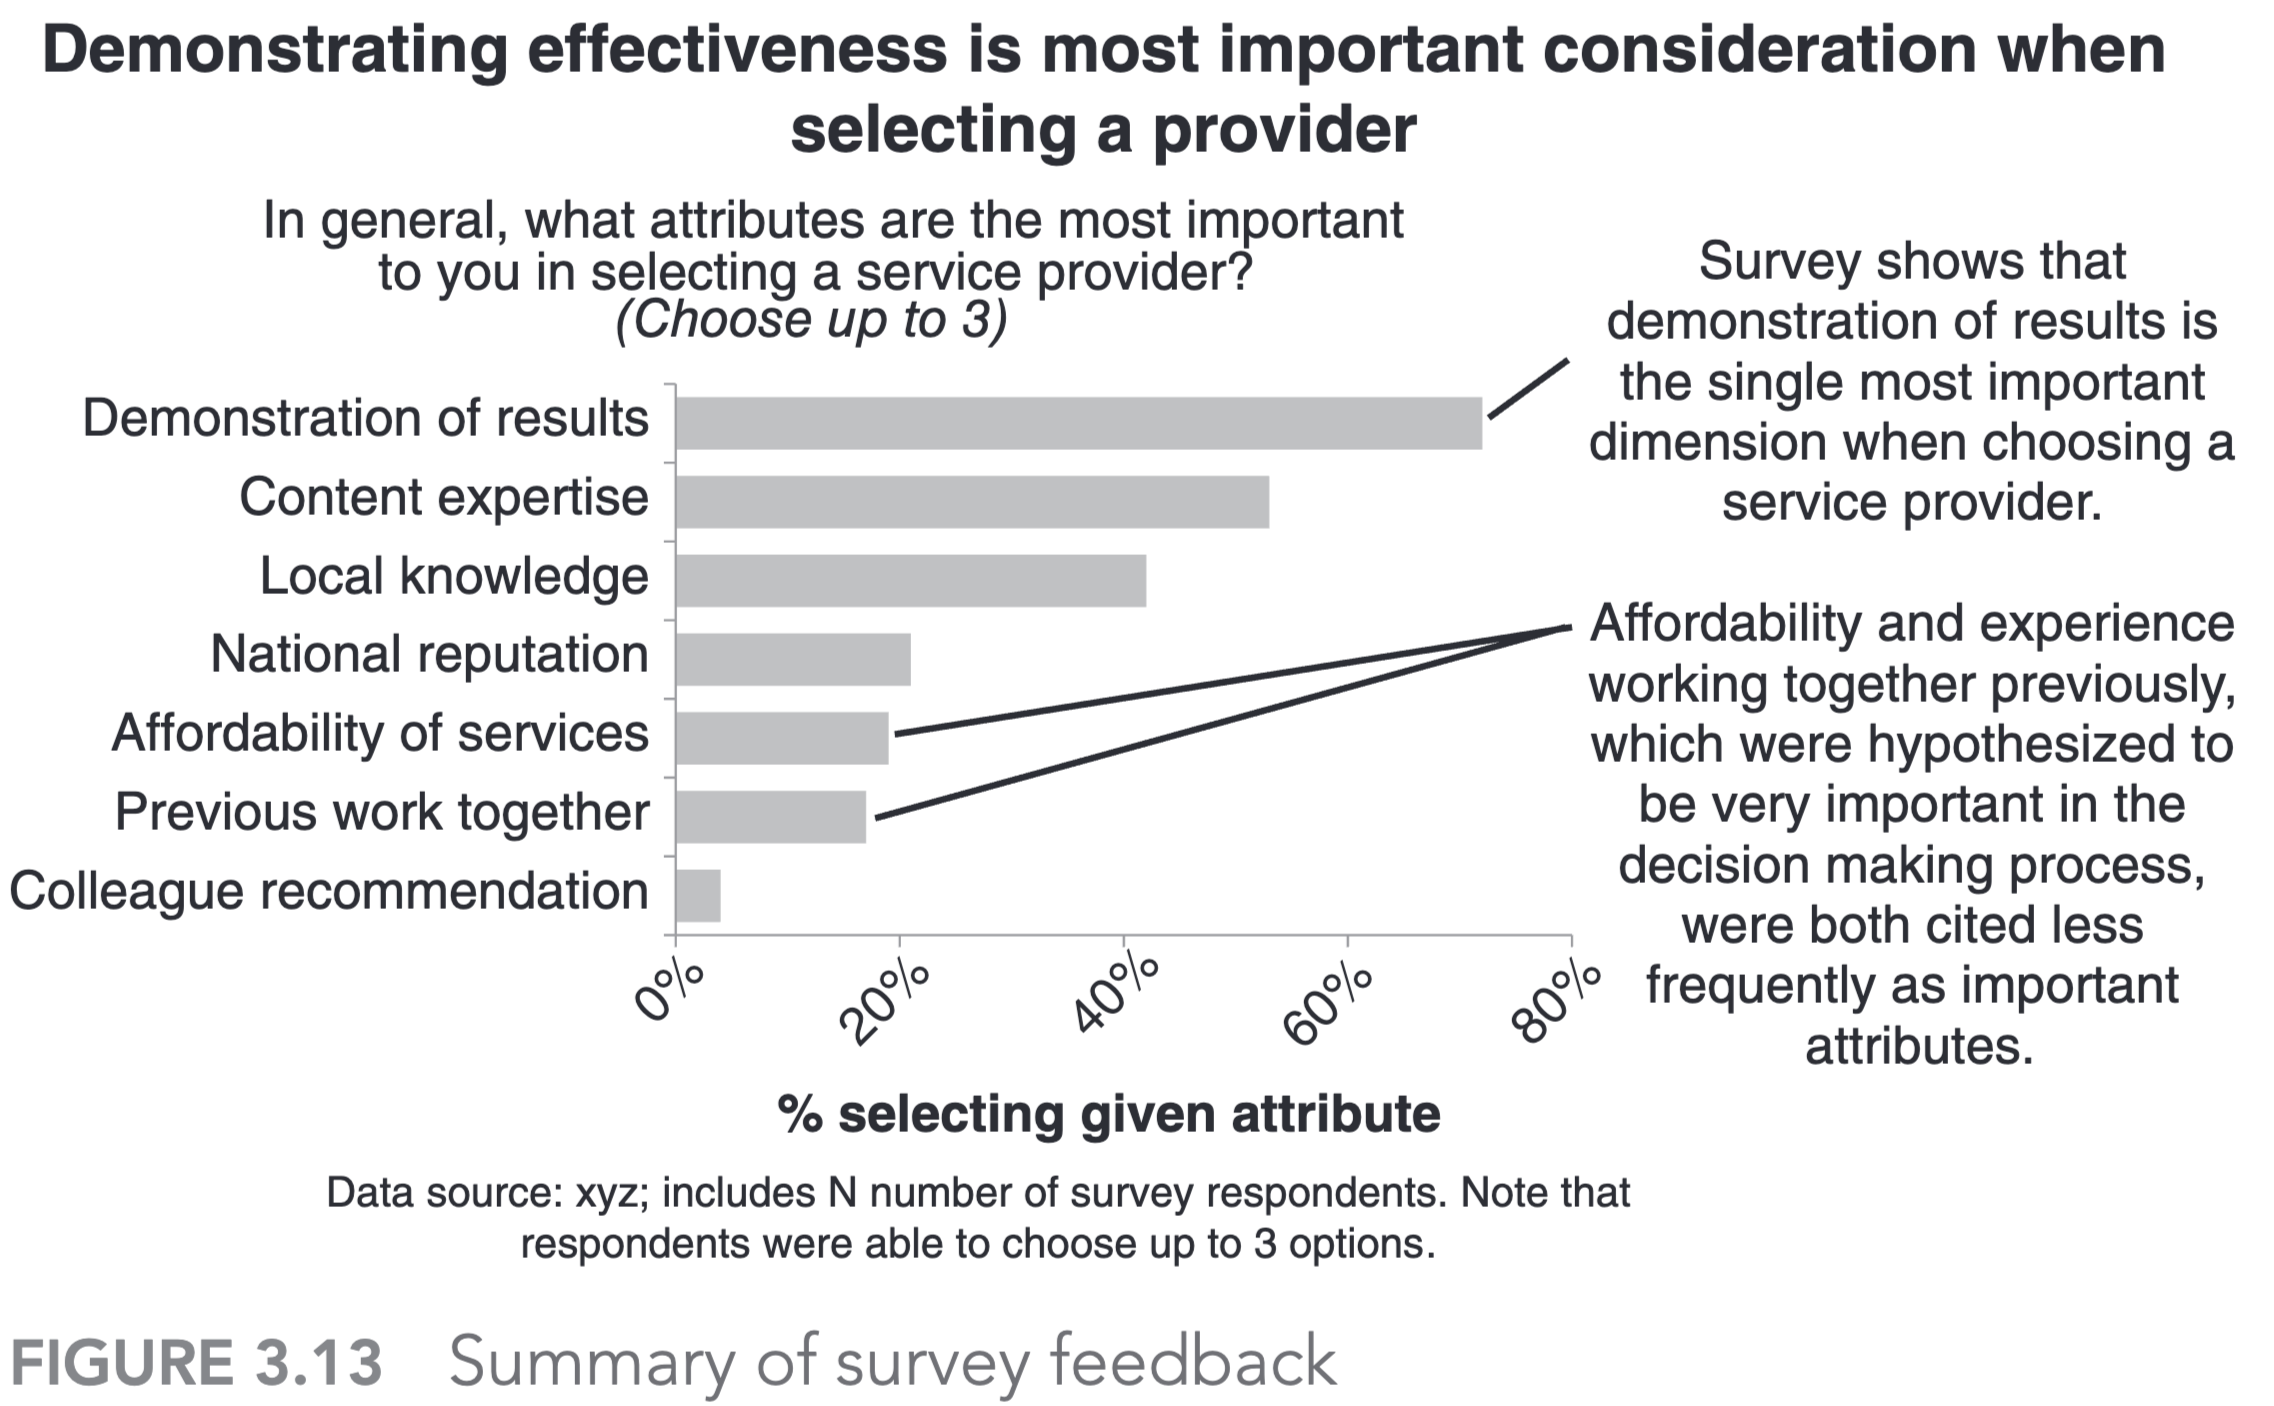 Demonstrating effectiveness is most important consideration when
selecting a provider
In general, what attributes are the most important
to you in selecting a service provider?
(Choose up to 3)
Survey shows that
demonstration of results is
the single most important
dimension when choosing a
service provider.
Demonstration of results
Content expertise
Local knowledge
National reputation
Affordability of services
Previous work together
Colleague recommendation
Affordability and experience
working together previously,
which were hypothesized to
be very important in the
decision making process,
were both cited less
frequently as important
attributes.
0%
20%
40%
60%
80%
% selecting given attribute
Data source: xyz; includes N number of survey respondents. Note that
respondents were able to choose up to 3 options.
FIGURE 3.13 Summary of survey feedback